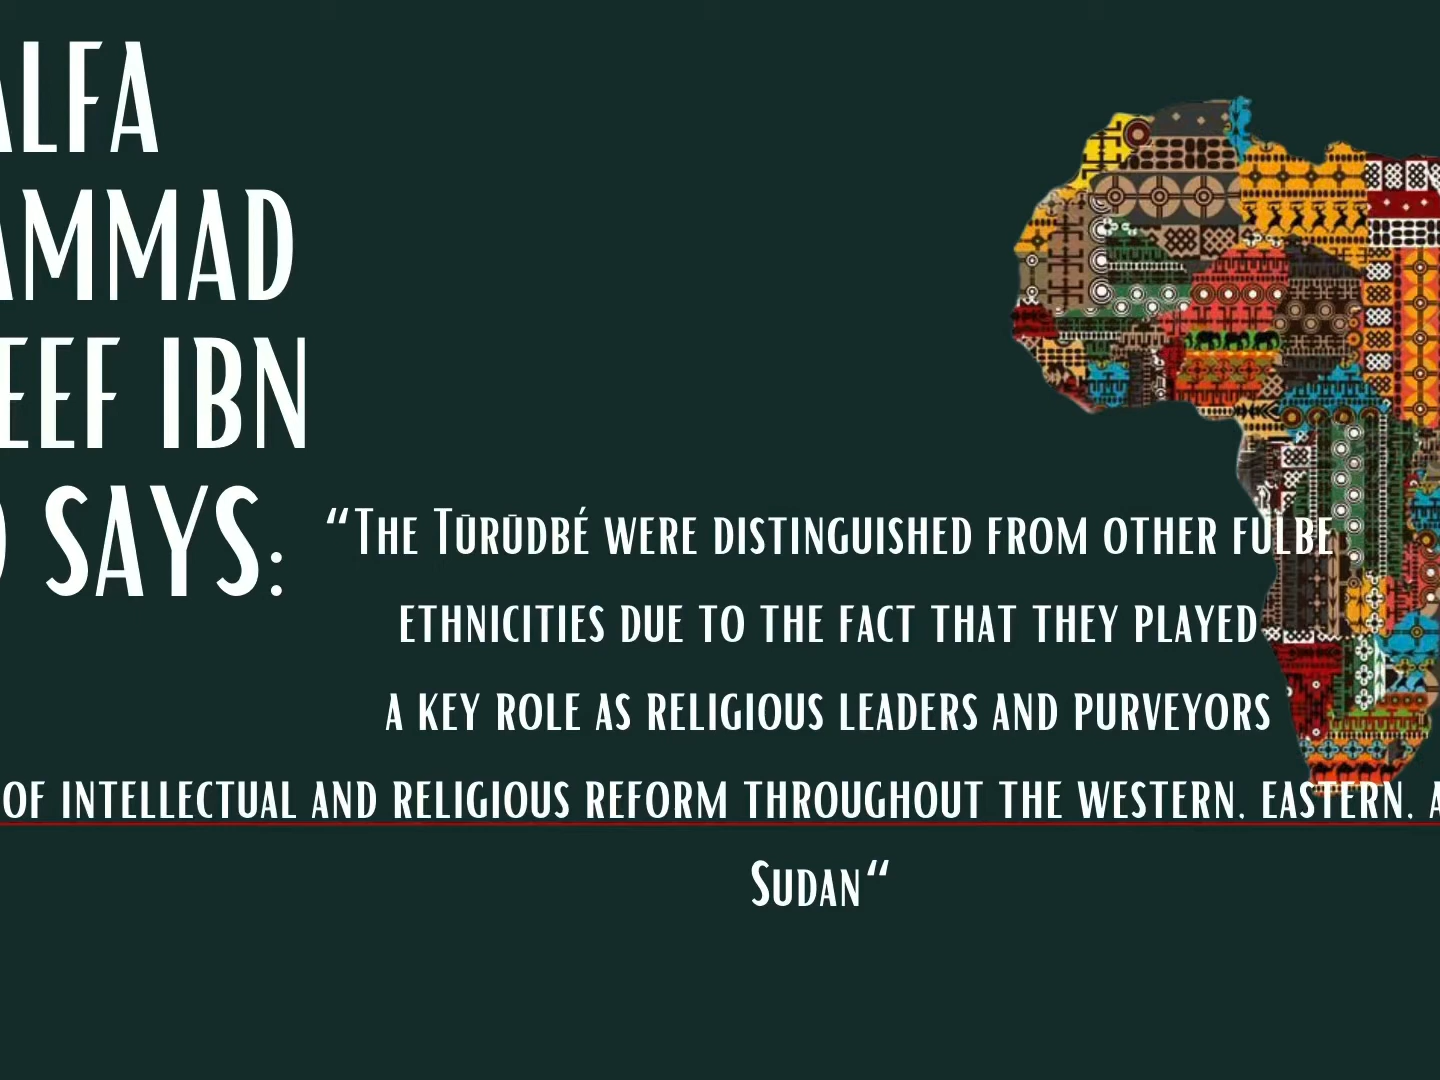 ALFA
AMMAD
EEF IBN
SAYS:
“The Tūrūdbé were distinguished from other fulbe
ethnicities due to the fact that they played
a key role as religious leaders and purveyors
of intellectual and religious reform throughout the Western, Eastern,
Sudan“